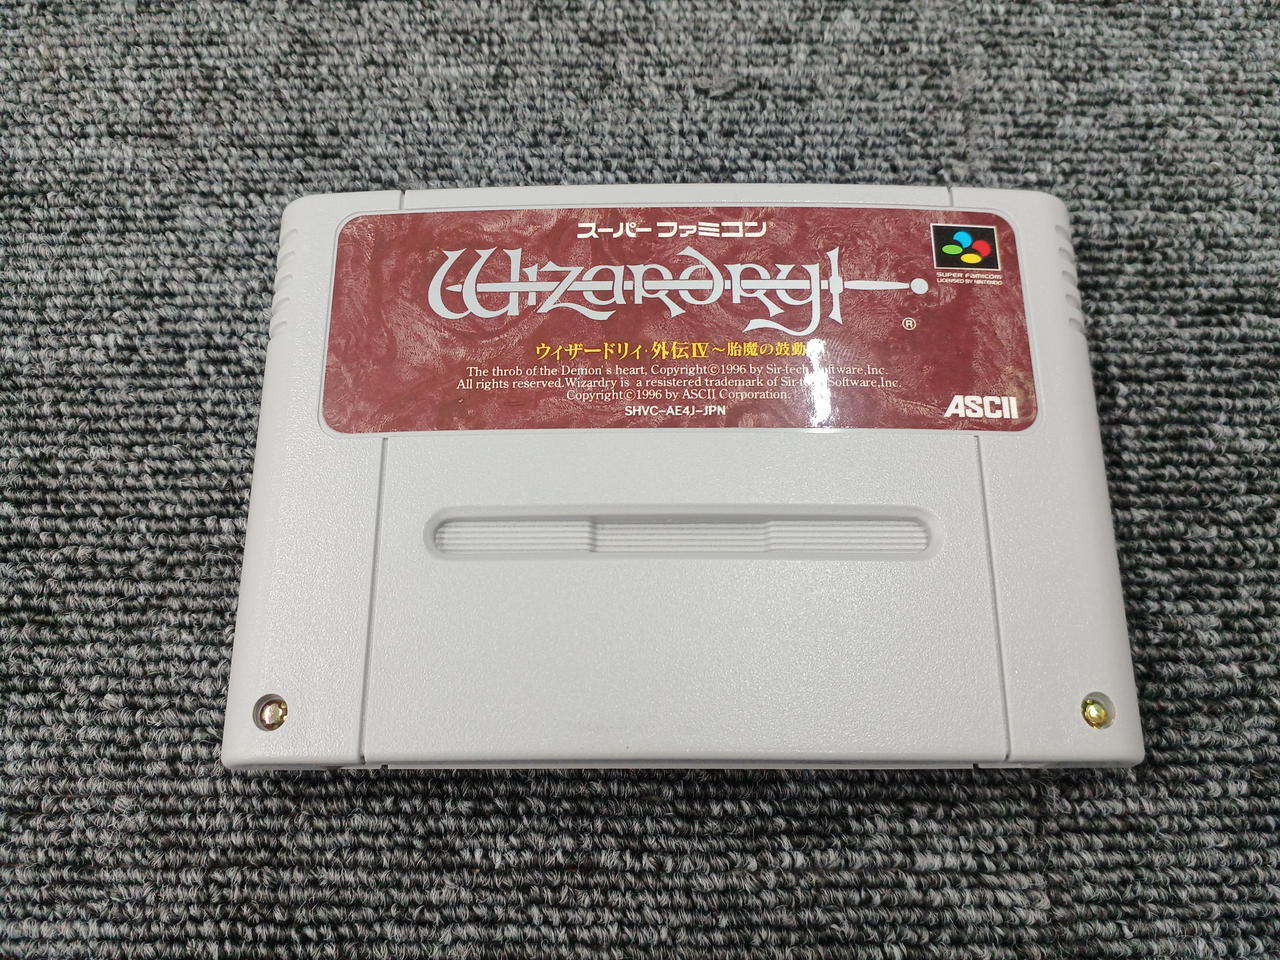 スーパーファミコン
Wizardry
®
SUPER FAMICOM
LICENSED BY NINTENDO
ウィザードリィ・外伝IV〜胎魔の鼓動
The throb of the Demon's heart, Copyright©1996 by Sir-tech Software,Inc.
All rights reserved.Wizardry is a resistered trademark of Sir-tech Software,Inc.
Copyright©1996 by ASCII Corporation.
SHVC-AE4J-JPN
ASCII